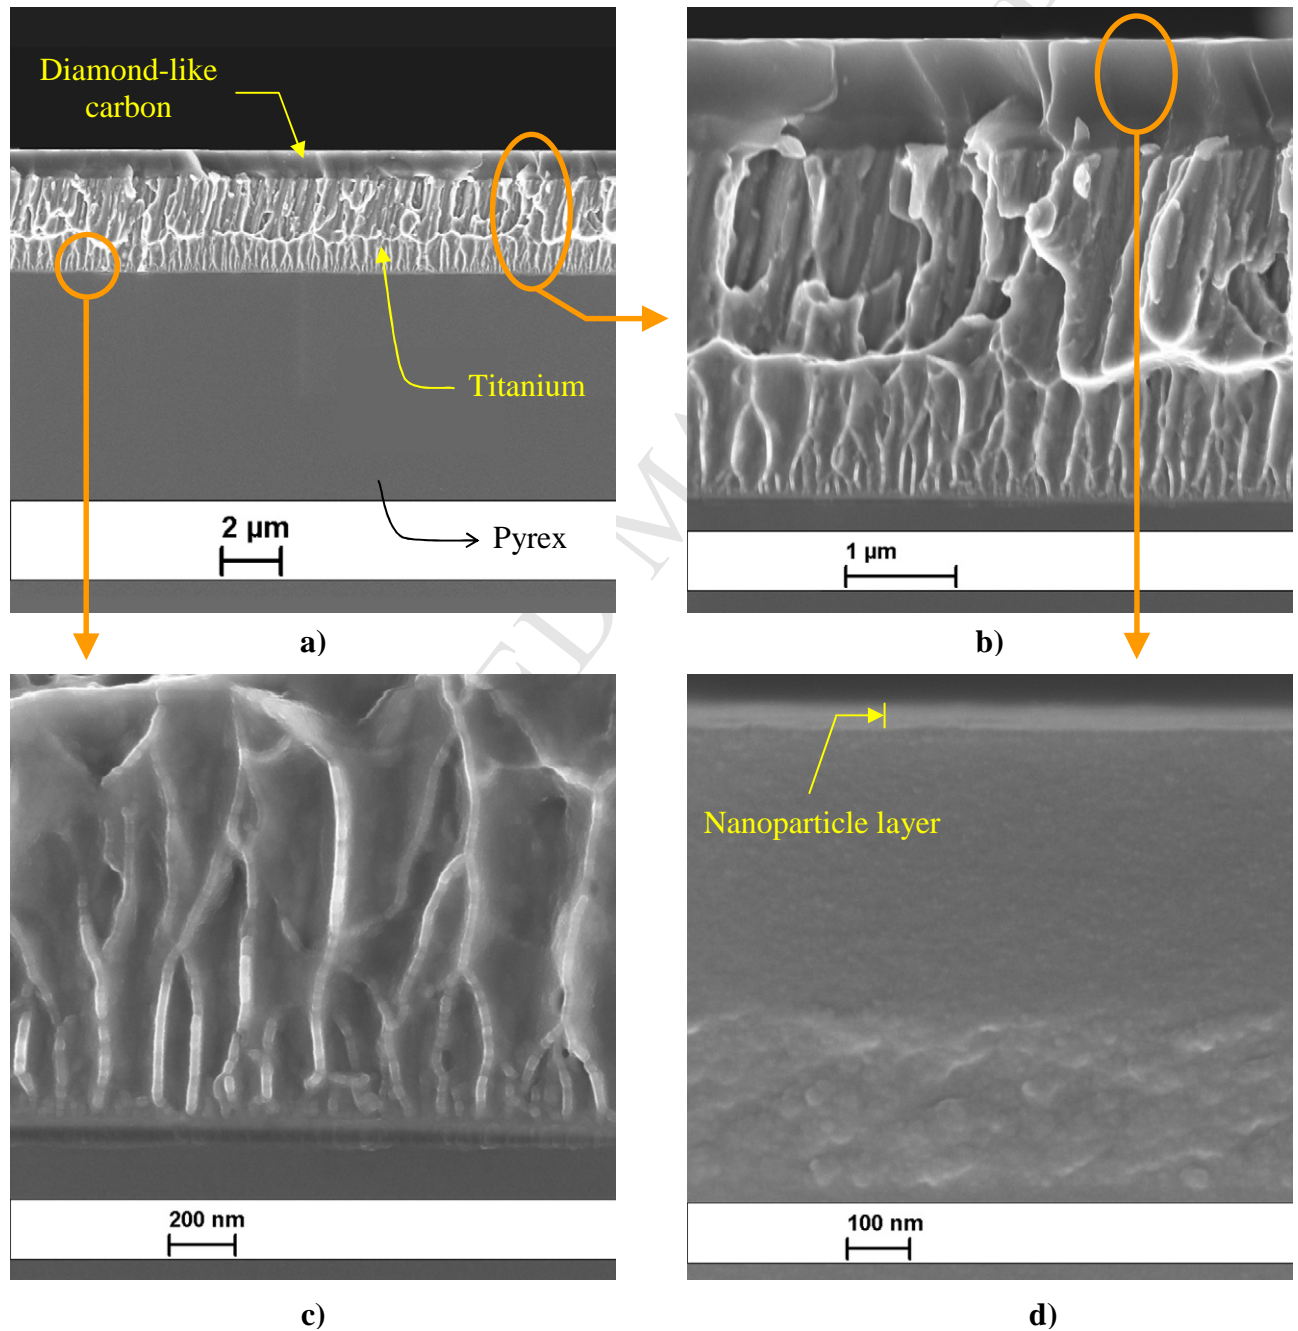 Diamond-like
carbon
Titanium
2 µm
Pyrex
a)
1 µm
b)
200 nm
c)
Nanoparticle layer
100 nm
d)